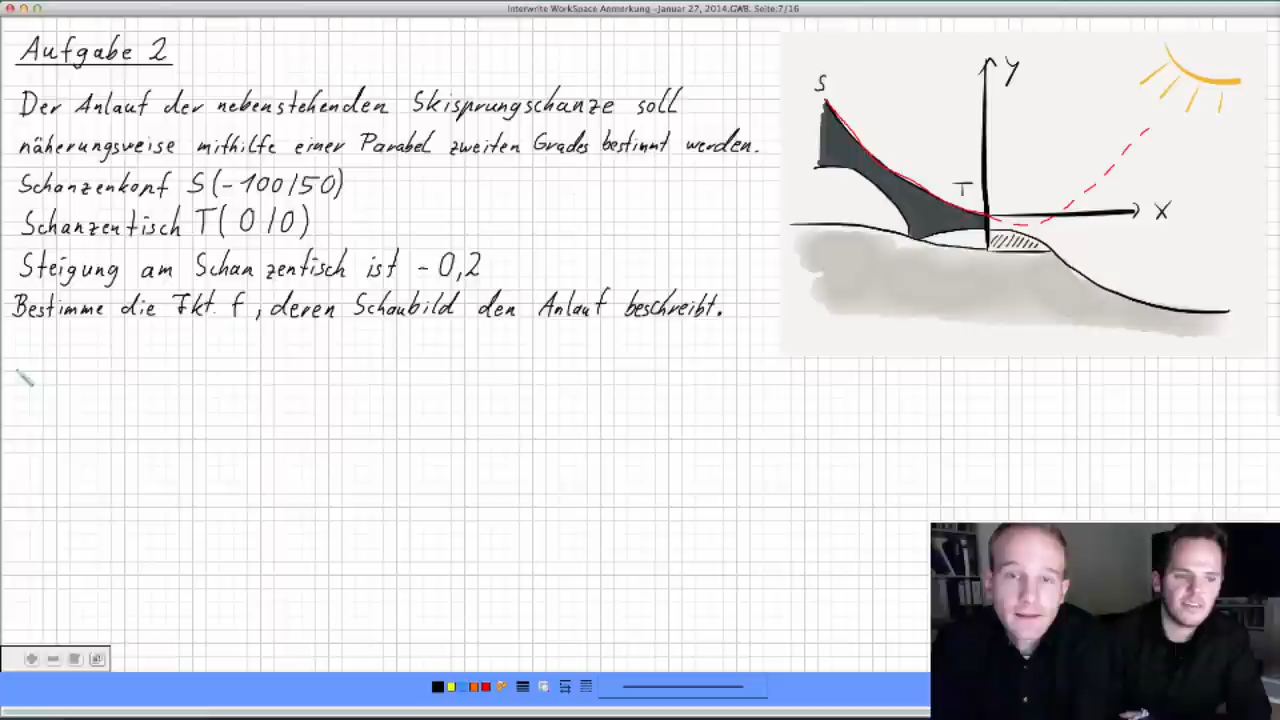 Interwrite WorkSpace Anmerkung -Januar 27, 2014.GWB. Seite:7/16
Aufgabe 2
Der Anlauf der nebenstehenden Skisprungschanze soll
näherungsweise mithilfe einer Parabel zweiten Grades bestimmt werden.
Schanzenkopf S(-100/50)
Schanzentisch T(0/0)
Steigung am Schanzentisch ist -0,2
Bestimme die Fkt. f, deren Schaubild den Anlauf beschreibt.
S
y
T
X